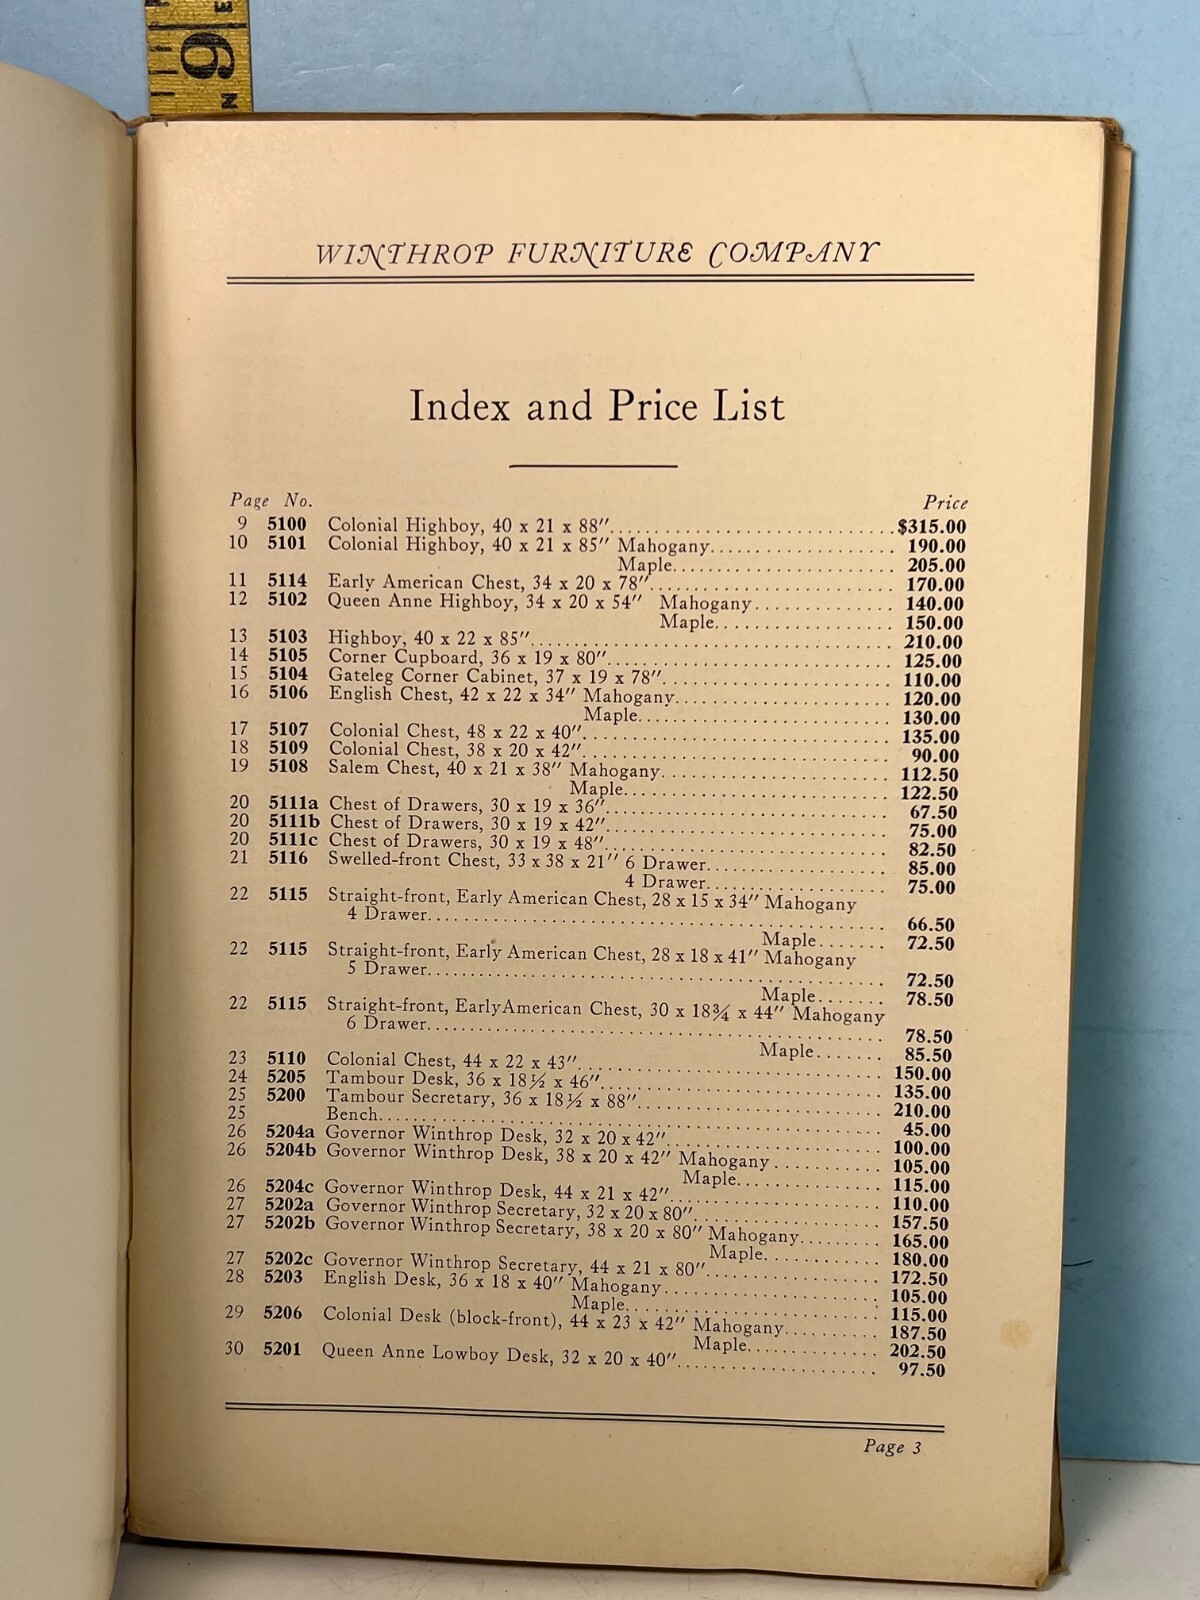 9
WINTHROP FURNITURE COMPANY
Index and Price List
Page No. Price
9 5100 Colonial Highboy, 40 x 21 x 88″ $315.00
10 5101 Colonial Highboy, 40 x 21 x 85″ Mahogany 190.00
Maple 205.00
11 5114 Early American Chest, 34 x 20 x 78″ 170.00
12 5102 Queen Anne Highboy, 34 x 20 x 54″ Mahogany 140.00
Maple 150.00
13 5103 Highboy, 40 x 22 x 85″ 210.00
14 5105 Corner Cupboard, 36 x 19 x 80″ 125.00
15 5104 Gateleg Corner Cabinet, 37 x 19 x 78″ 110.00
16 5106 English Chest, 42 x 22 x 34″ Mahogany 120.00
Maple 130.00
17 5107 Colonial Chest, 48 x 22 x 40″ 135.00
18 5109 Colonial Chest, 38 x 20 x 42″ 90.00
19 5108 Salem Chest, 40 x 21 x 38″ Mahogany 112.50
Maple 122.50
20 5111a Chest of Drawers, 30 x 19 x 36″ 67.50
20 5111b Chest of Drawers, 30 x 19 x 42″ 75.00
20 5111c Chest of Drawers, 30 x 19 x 48″ 82.50
21 5116 Swelled-front Chest, 33 x 38 x 21″ 6 Drawer 85.00
4 Drawer 75.00
22 5115 Straight-front, Early American Chest, 28 x 15 x 34″ Mahogany
4 Drawer 66.50
Maple 72.50
22 5115 Straight-front, Early American Chest, 28 x 18 x 41″ Mahogany
5 Drawer 72.50
Maple 78.50
22 5115 Straight-front, Early American Chest, 30 x 18¾ x 44″ Mahogany
6 Drawer 78.50
Maple 85.50
23 5110 Colonial Chest, 44 x 22 x 43″ 150.00
24 5205 Tambour Desk, 36 x 18½ x 46″ 135.00
25 5200 Tambour Secretary, 36 x 18½ x 88″ 210.00
25 Bench 45.00
26 5204a Governor Winthrop Desk, 32 x 20 x 42″ 100.00
26 5204b Governor Winthrop Desk, 38 x 20 x 42″ Mahogany 105.00
Maple 115.00
26 5204c Governor Winthrop Desk, 44 x 21 x 42″ 110.00
27 5202a Governor Winthrop Secretary, 32 x 20 x 80″ 157.50
27 5202b Governor Winthrop Secretary, 38 x 20 x 80″ Mahogany 165.00
Maple 180.00
27 5202c Governor Winthrop Secretary, 44 x 21 x 80″ 172.50
28 5203 English Desk, 36 x 18 x 40″ Mahogany 105.00
Maple 115.00
29 5206 Colonial Desk (block-front), 44 x 23 x 42″ Mahogany 187.50
Maple 202.50
30 5201 Queen Anne Lowboy Desk, 32 x 20 x 40″ 97.50
Page 3